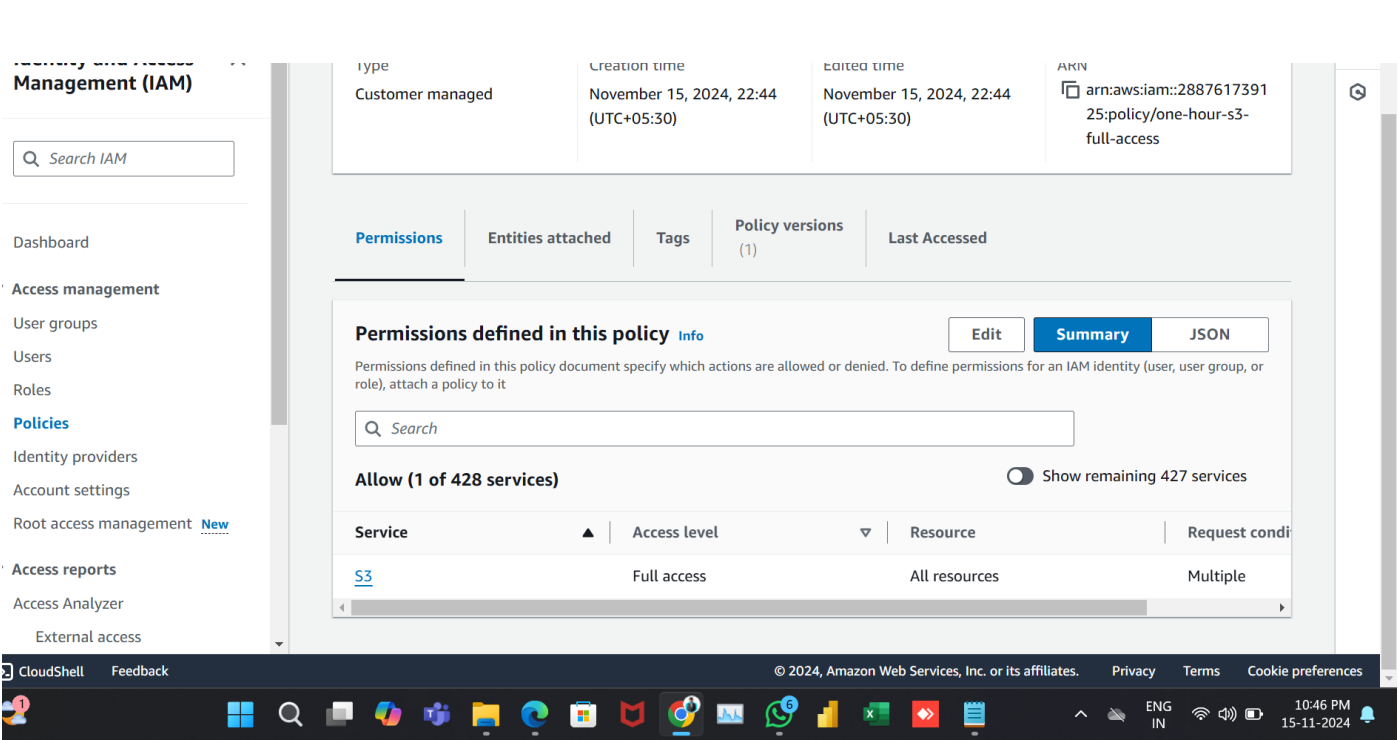 Identity and Access
Management (IAM)
Search IAM
Dashboard
Access management
User groups
Users
Roles
Policies
Identity providers
Account settings
Root access management New
Access reports
Access Analyzer
External access
Type
Customer managed
Creation time
November 15, 2024, 22:44
(UTC+05:30)
Edited time
November 15, 2024, 22:44
(UTC+05:30)
ARN
arn:aws:iam::2887617391
25:policy/one-hour-s3-
full-access
Permissions
Entities attached
Tags
Policy versions
(1)
Last Accessed
Permissions defined in this policy Info
Edit
Summary
JSON
Permissions defined in this policy document specify which actions are allowed or denied. To define permissions for an IAM identity (user, user group, or
role), attach a policy to it
Search
Allow (1 of 428 services)
Show remaining 427 services
Service Access level Resource Request condi
S3 Full access All resources Multiple
CloudShell Feedback © 2024, Amazon Web Services, Inc. or its affiliates. Privacy Terms Cookie preferences
1
6
ENG
IN
10:46 PM
15-11-2024